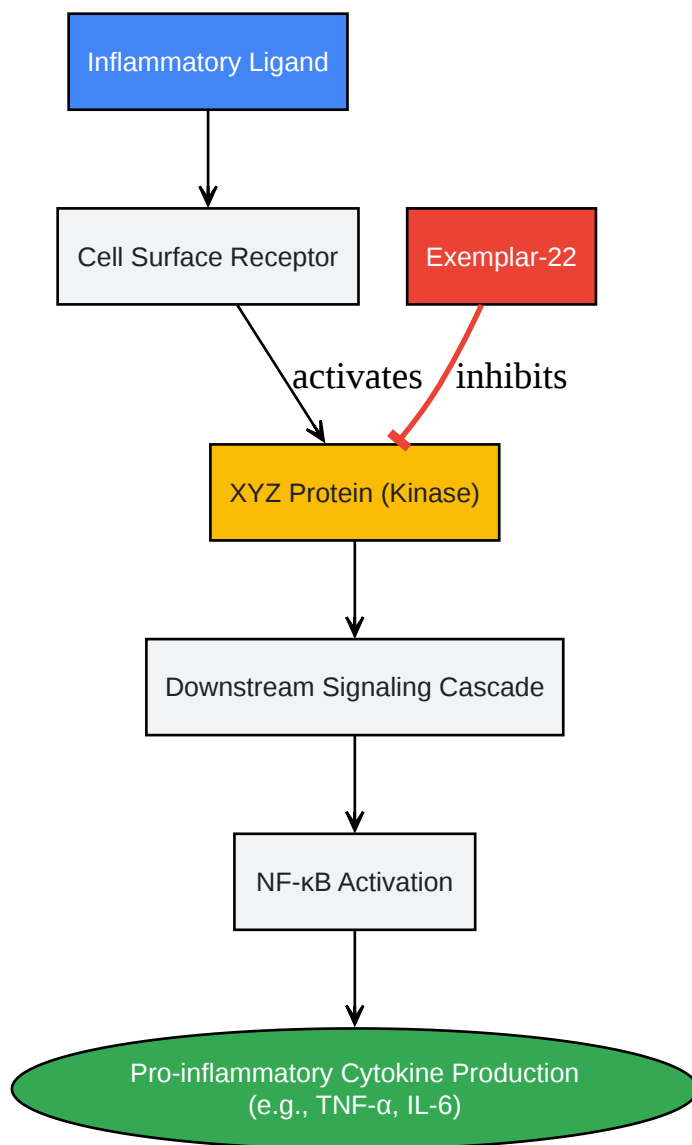 Inflammatory Ligand
Cell Surface Receptor
Exemplar-22
activates
inhibits
XYZ Protein (Kinase)
Downstream Signaling Cascade
NF-κB Activation
Pro-inflammatory Cytokine Production
(e.g., TNF-α, IL-6)